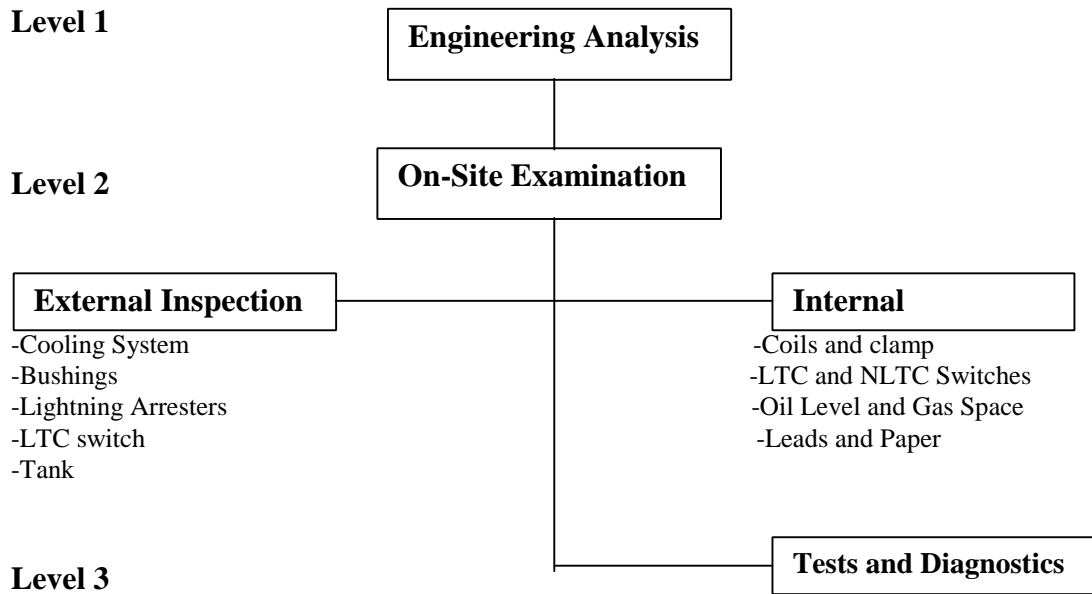 Level 1
Engineering Analysis
Level 2
On-Site Examination
External Inspection
-Cooling System
-Bushings
-Lightning Arresters
-LTC switch
-Tank
Internal
-Coils and clamp
-LTC and NLTC Switches
-Oil Level and Gas Space
-Leads and Paper
Level 3
Tests and Diagnostics